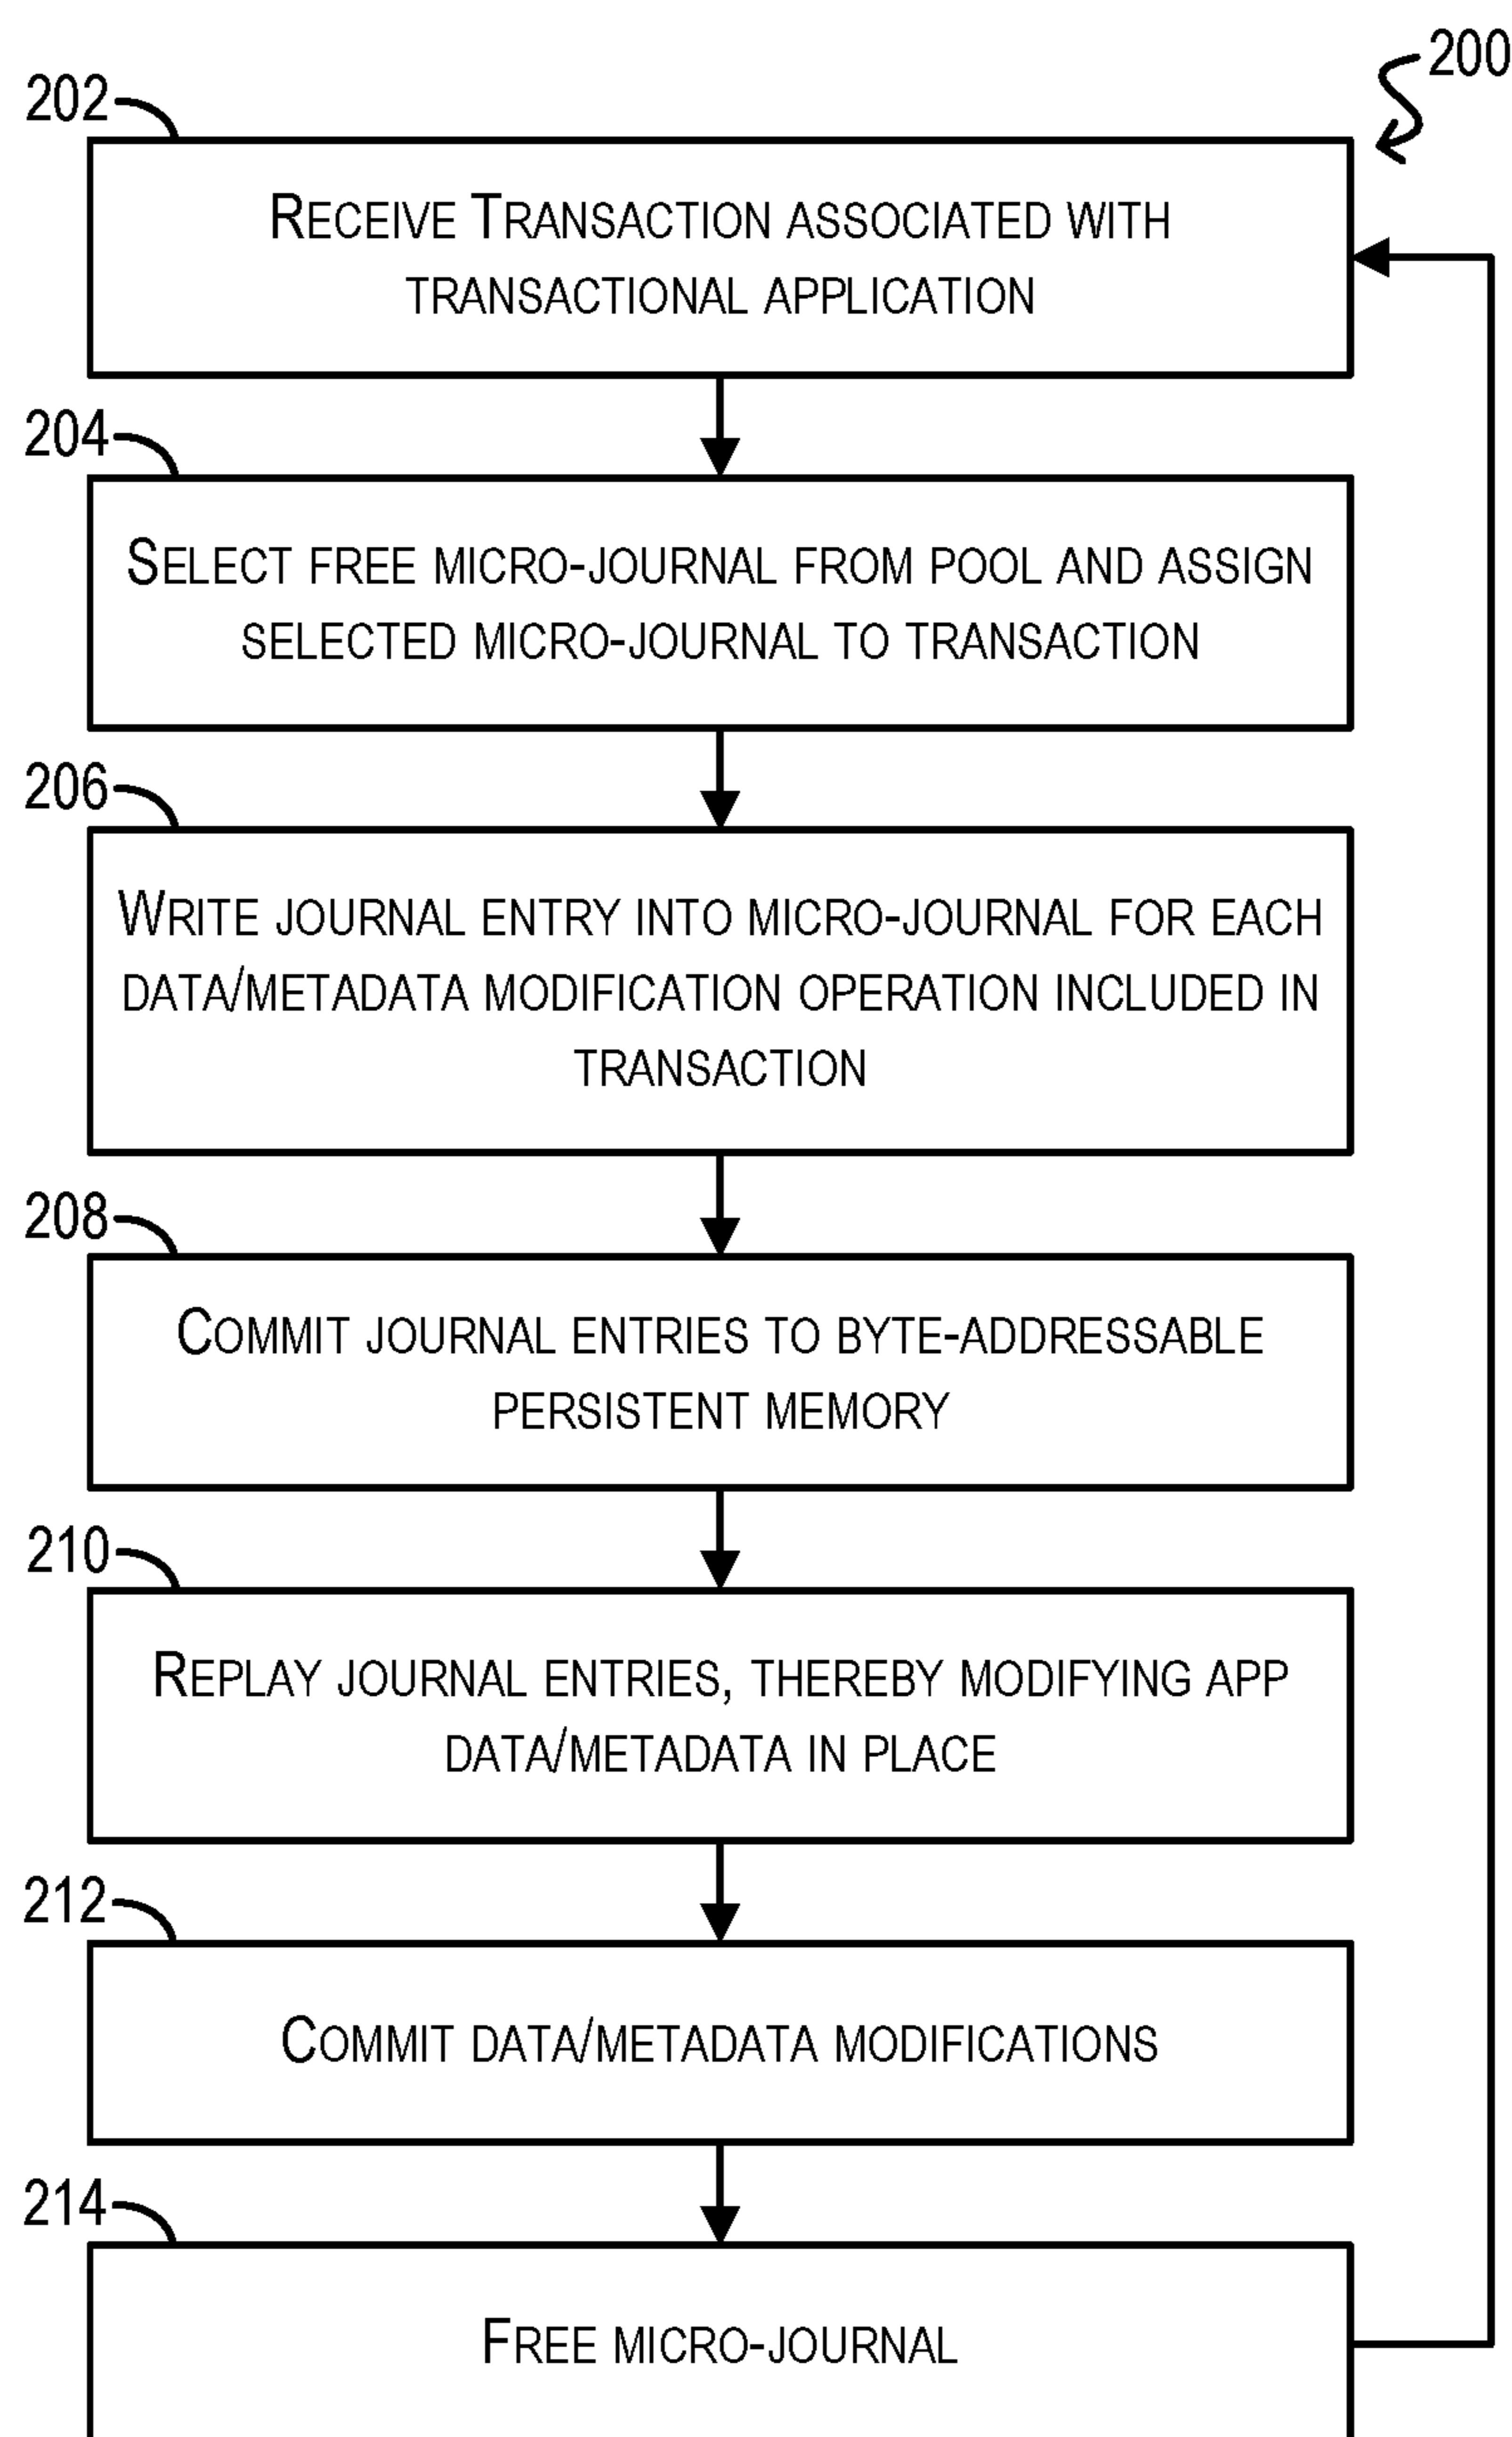 200
202
RECEIVE TRANSACTION ASSOCIATED WITH
TRANSACTIONAL APPLICATION
204
SELECT FREE MICRO-JOURNAL FROM POOL AND ASSIGN
SELECTED MICRO-JOURNAL TO TRANSACTION
206
WRITE JOURNAL ENTRY INTO MICRO-JOURNAL FOR EACH
DATA/METADATA MODIFICATION OPERATION INCLUDED IN
TRANSACTION
208
COMMIT JOURNAL ENTRIES TO BYTE-ADDRESSABLE
PERSISTENT MEMORY
210
REPLAY JOURNAL ENTRIES, THEREBY MODIFYING APP
DATA/METADATA IN PLACE
212
COMMIT DATA/METADATA MODIFICATIONS
214
FREE MICRO-JOURNAL